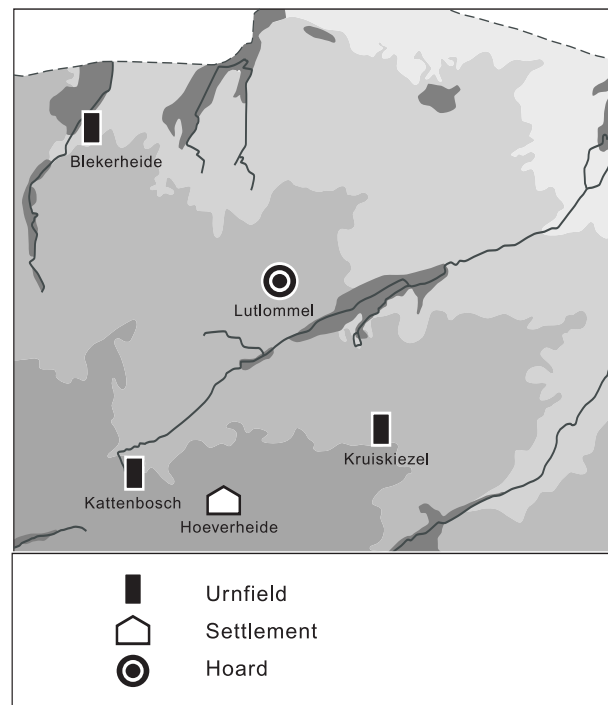 Blekerheide
Lutlommel
Kruiskiezel
Kattenbosch
Hoeverheide
Urnfield
Settlement
Hoard